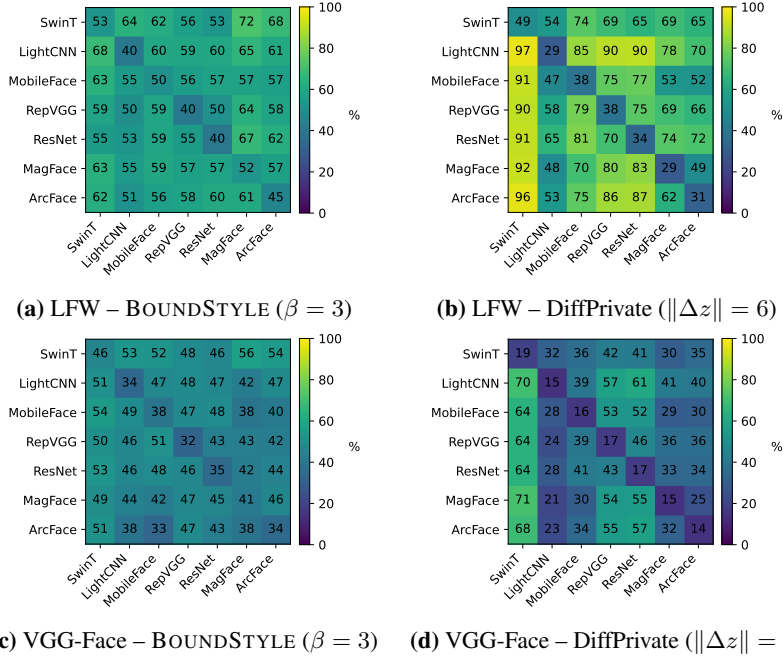 SwinT 53 64 62 56 53 72 68
LightCNN 68 40 60 59 60 65 61
MobileFace 63 55 50 56 57 57 57
RepVGG 59 50 59 40 50 64 58
ResNet 55 53 59 55 40 67 62
MagFace 63 55 59 57 57 52 57
ArcFace 62 51 56 58 60 61 45
SwinT LightCNN MobileFace RepVGG ResNet MagFace ArcFace
100
80
60
40
20
0
%
(a) LFW – BOUNDSTYLE (β = 3)
SwinT 49 54 74 69 65 69 65
LightCNN 97 29 85 90 90 78 70
MobileFace 91 47 38 75 77 53 52
RepVGG 90 58 79 38 75 69 66
ResNet 91 65 81 70 34 74 72
MagFace 92 48 70 80 83 29 49
ArcFace 96 53 75 86 87 62 31
SwinT LightCNN MobileFace RepVGG ResNet MagFace ArcFace
100
80
60
40
20
0
%
(b) LFW – DiffPrivate (‖Δz‖ = 6)
SwinT 46 53 52 48 46 56 54
LightCNN 51 34 47 48 47 42 47
MobileFace 54 49 38 47 48 38 40
RepVGG 50 46 51 32 43 43 42
ResNet 53 46 48 46 35 42 44
MagFace 49 44 42 47 45 41 46
ArcFace 51 38 33 47 43 38 34
SwinT LightCNN MobileFace RepVGG ResNet MagFace ArcFace
100
80
60
40
20
0
%
c) VGG-Face – BOUNDSTYLE (β = 3)
SwinT 19 32 36 42 41 30 35
LightCNN 70 15 39 57 61 41 40
MobileFace 64 28 16 53 52 29 30
RepVGG 64 24 39 17 46 36 36
ResNet 64 28 41 43 17 33 34
MagFace 71 21 30 54 55 15 25
ArcFace 68 23 34 55 57 32 14
SwinT LightCNN MobileFace RepVGG ResNet MagFace ArcFace
100
80
60
40
20
0
%
(d) VGG-Face – DiffPrivate (‖Δz‖ =